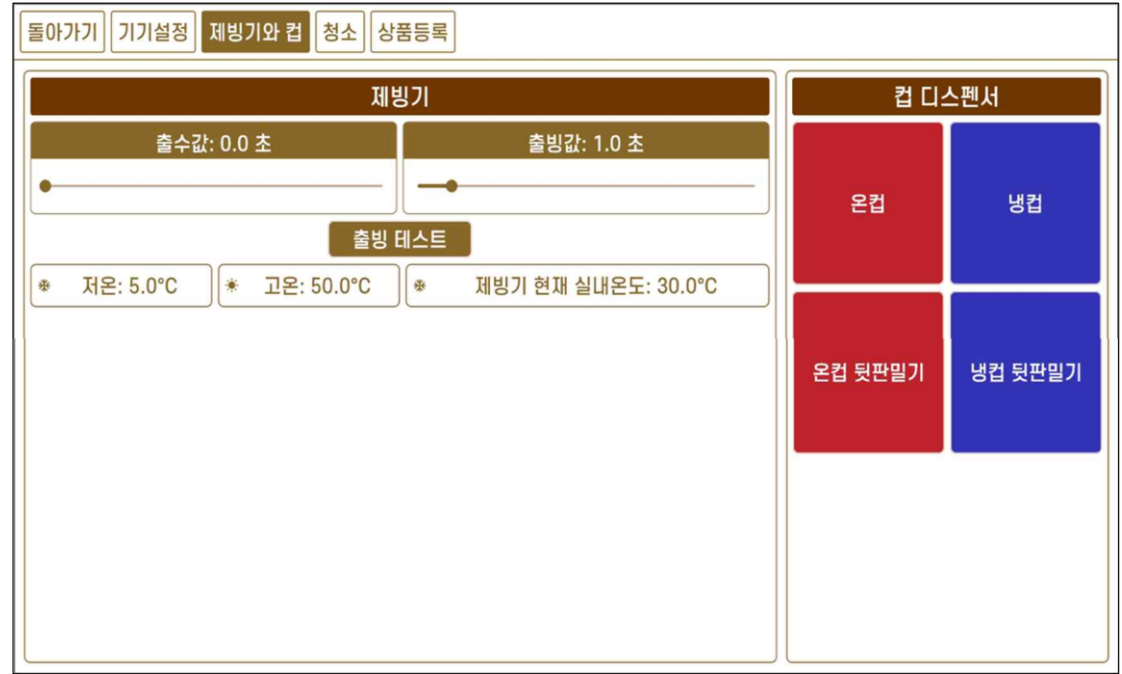 돌아가기 기기설정 제빙기와 컵 청소 상품등록
제빙기
출수값: 0.0 초 출빙값: 1.0 초
출빙 테스트
저온: 5.0°C 고온: 50.0°C 제빙기 현재 실내온도: 30.0°C
컵 디스펜서
온컵 냉컵
온컵 뒷판밀기 냉컵 뒷판밀기